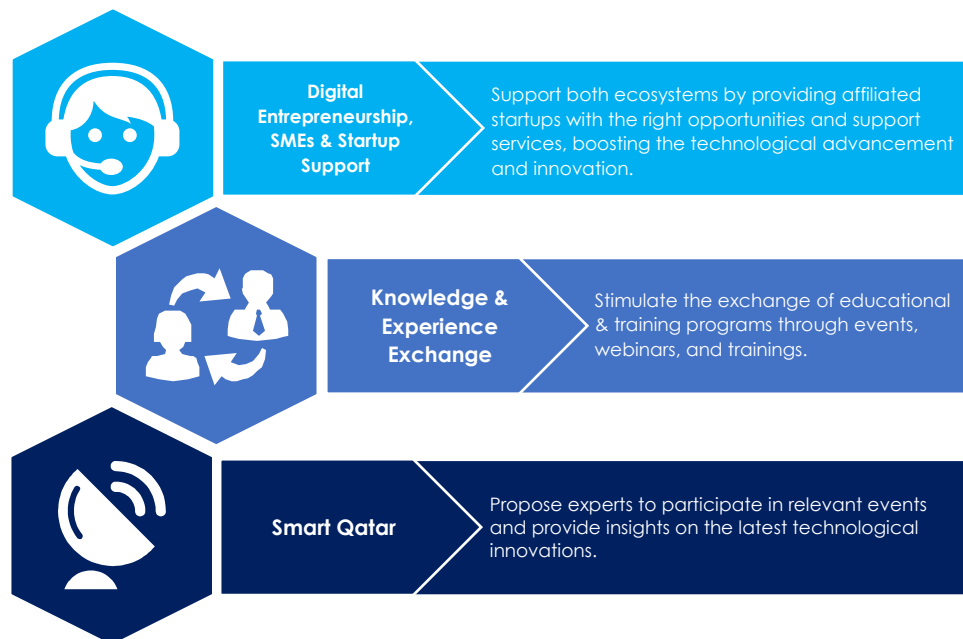 Digital
Entrepreneurship,
SMEs & Startup
Support
Support both ecosystems by providing affiliated
startups with the right opportunities and support
services, boosting the technological advancement
and innovation.
Knowledge &
Experience
Exchange
Stimulate the exchange of educational
& training programs through events,
webinars, and trainings.
Smart Qatar
Propose experts to participate in relevant events
and provide insights on the latest technological
innovations.